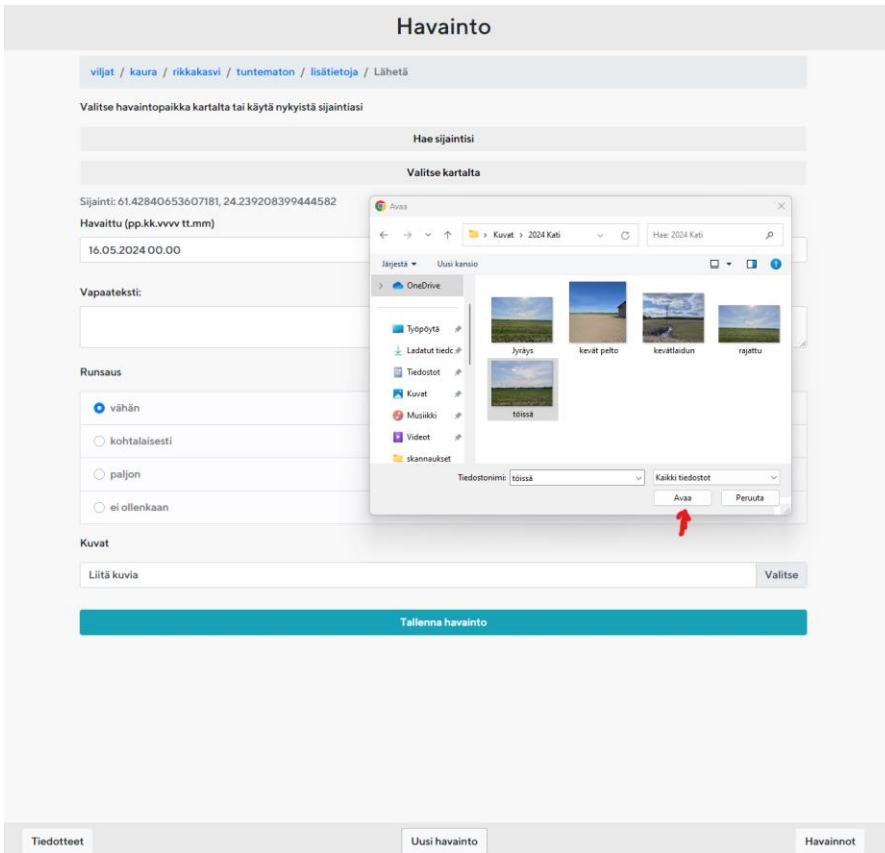 Havainto
viljat / kaura / rikkakasvi / tuntematon / lisätietoja / Lähetä
Valitse havaintopaikka kartalta tai käytä nykyistä sijaintiasi
Hae sijaintisi
Valitse kartalta
Sijainti: 61.42840653607181, 24.239208399444582
Havaittu (pp.kk.vvvv tt.mm)
16.05.2024 00.00
Vapaateksti:
Runsaus
vähän
kohtalaisesti
paljon
ei ollenkaan
Kuvat
Liitä kuvia
Valitse
Tallenna havainto
Avaa
Kuvat > 2024 Kati
Hae: 2024 Kati
Järjestä
Uusi kansio
OneDrive
Työpöytä
Ladatut tiedc
Tiedostot
Kuvat
Musiikki
Videot
skannaukset
Jyräys
kevät pelto
kevätlaidun
rajattu
töissä
Tiedostonimi: töissä
Kaikki tiedostot
Avaa
Peruuta
Tiedotteet
Uusi havainto
Havainnot